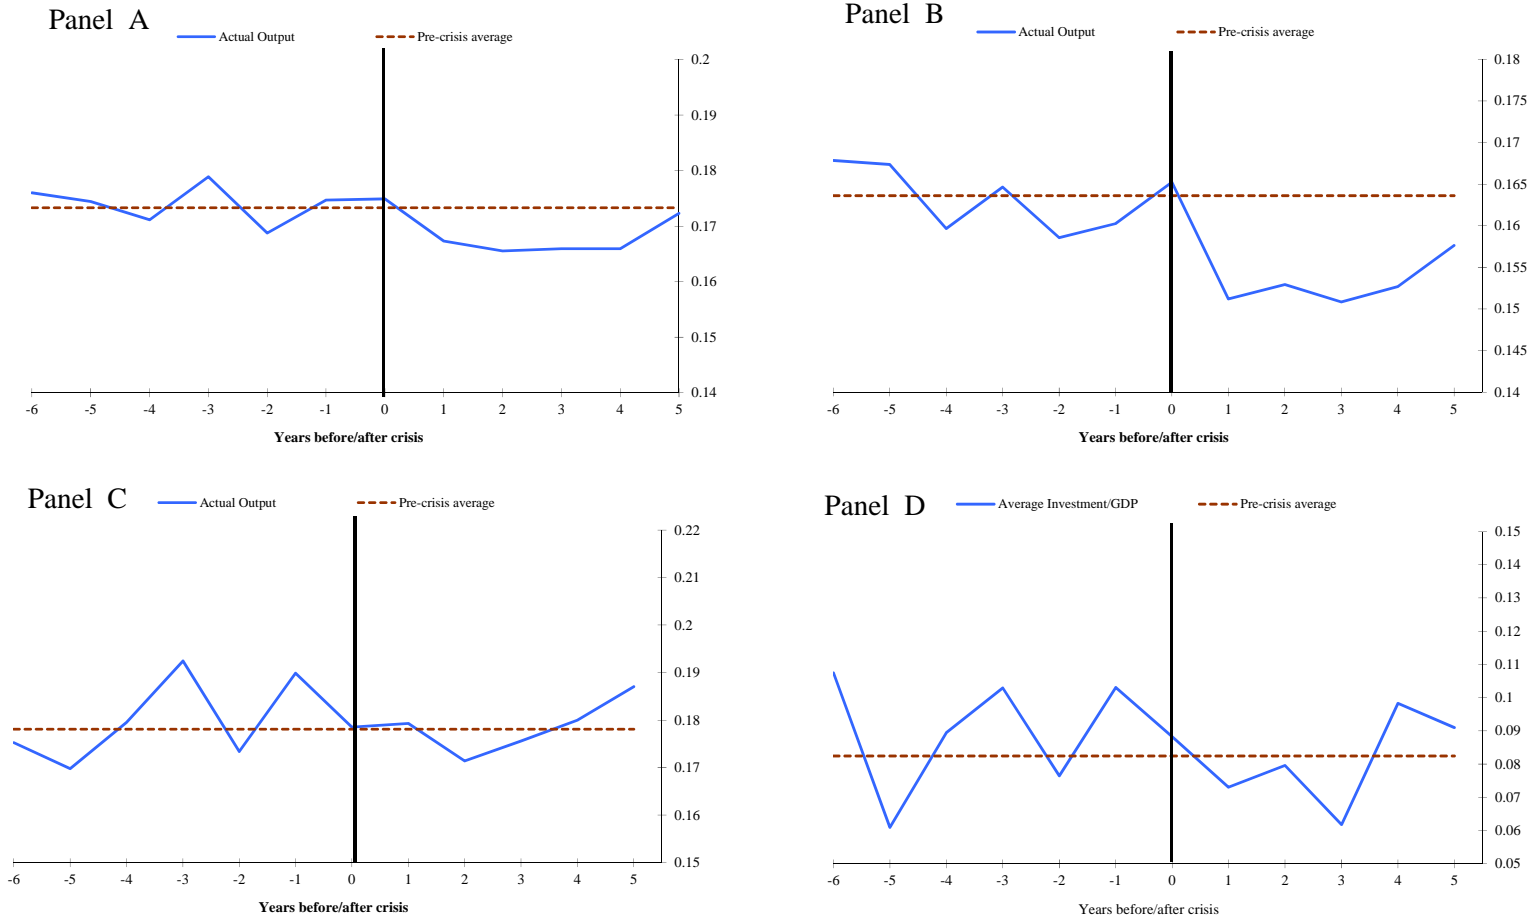 Panel A
Actual Output
Pre-crisis average
0.2
0.19
0.18
0.17
0.16
0.15
0.14
-6 -5 -4 -3 -2 -1 0 1 2 3 4 5
Years before/after crisis
Panel B
Actual Output
Pre-crisis average
0.18
0.175
0.17
0.165
0.16
0.155
0.15
0.145
0.14
-6 -5 -4 -3 -2 -1 0 1 2 3 4 5
Years before/after crisis
Panel C
Actual Output
Pre-crisis average
0.22
0.21
0.2
0.19
0.18
0.17
0.16
0.15
-6 -5 -4 -3 -2 -1 0 1 2 3 4 5
Years before/after crisis
Panel D
Average Investment/GDP
Pre-crisis average
0.15
0.14
0.13
0.12
0.11
0.1
0.09
0.08
0.07
0.06
0.05
-6 -5 -4 -3 -2 -1 0 1 2 3 4 5
Years before/after crisis